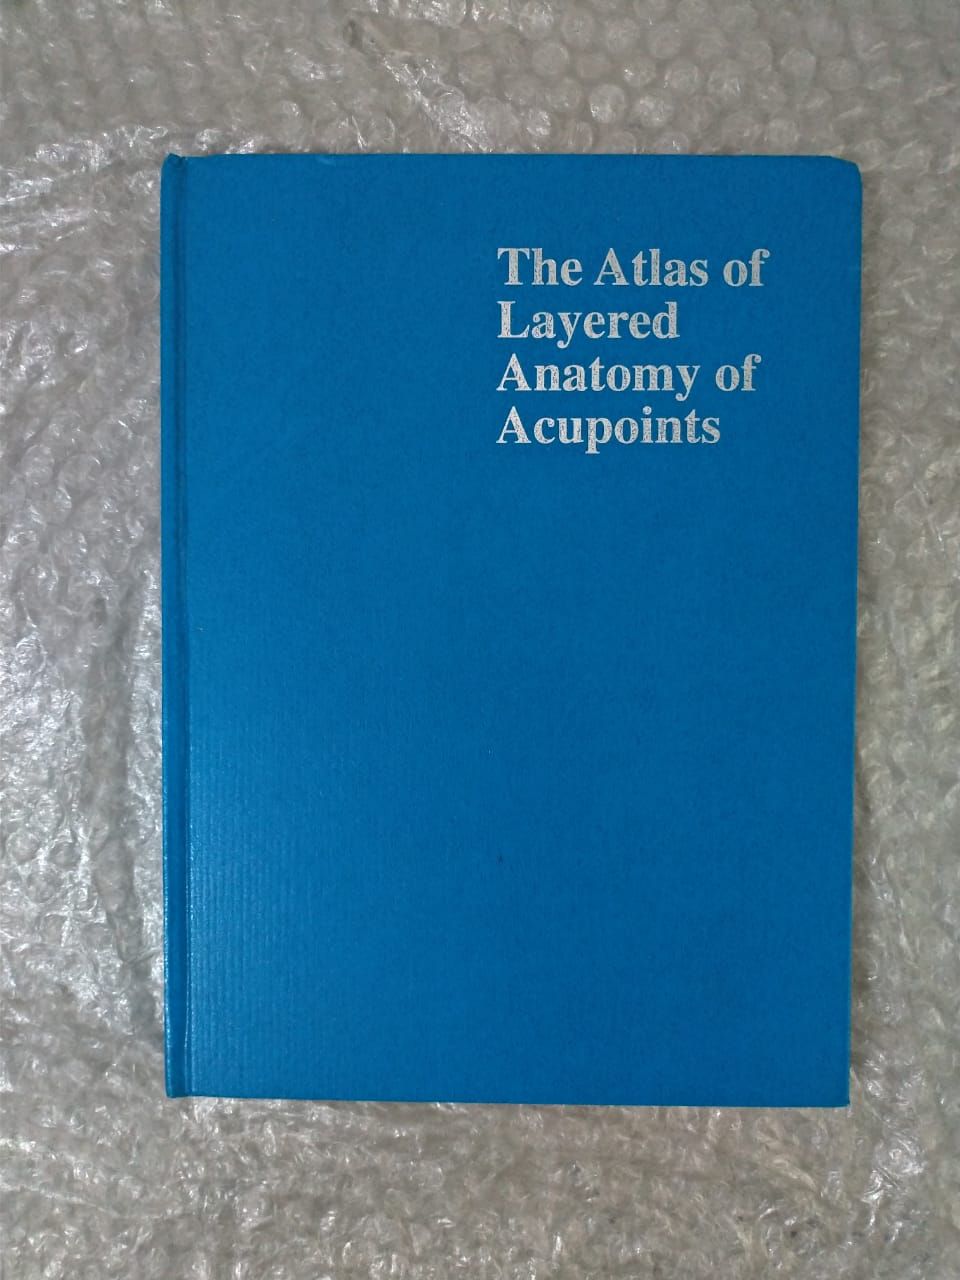 The Atlas of
Layered
Anatomy of
Acupoints